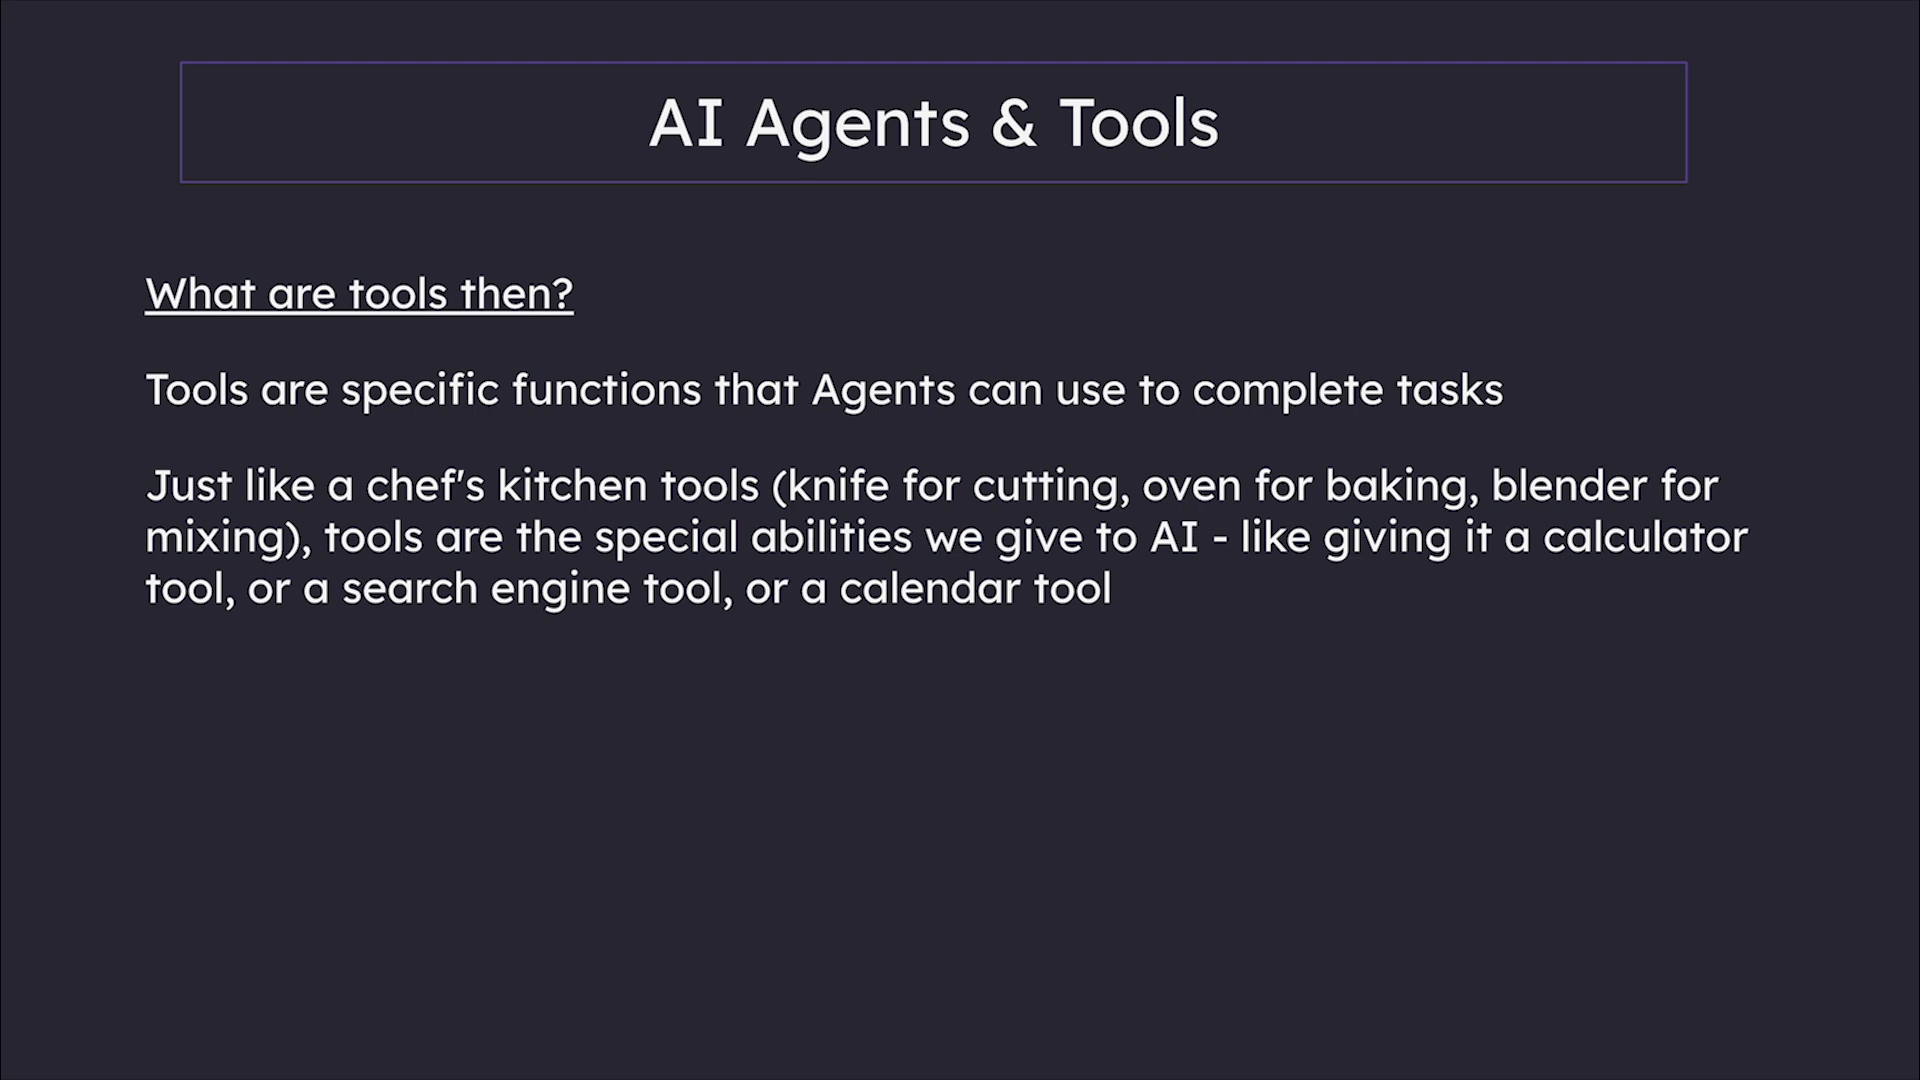 AI Agents & Tools
What are tools then?
Tools are specific functions that Agents can use to complete tasks
Just like a chef's kitchen tools (knife for cutting, oven for baking, blender for
mixing), tools are the special abilities we give to AI - like giving it a calculator
tool, or a search engine tool, or a calendar tool